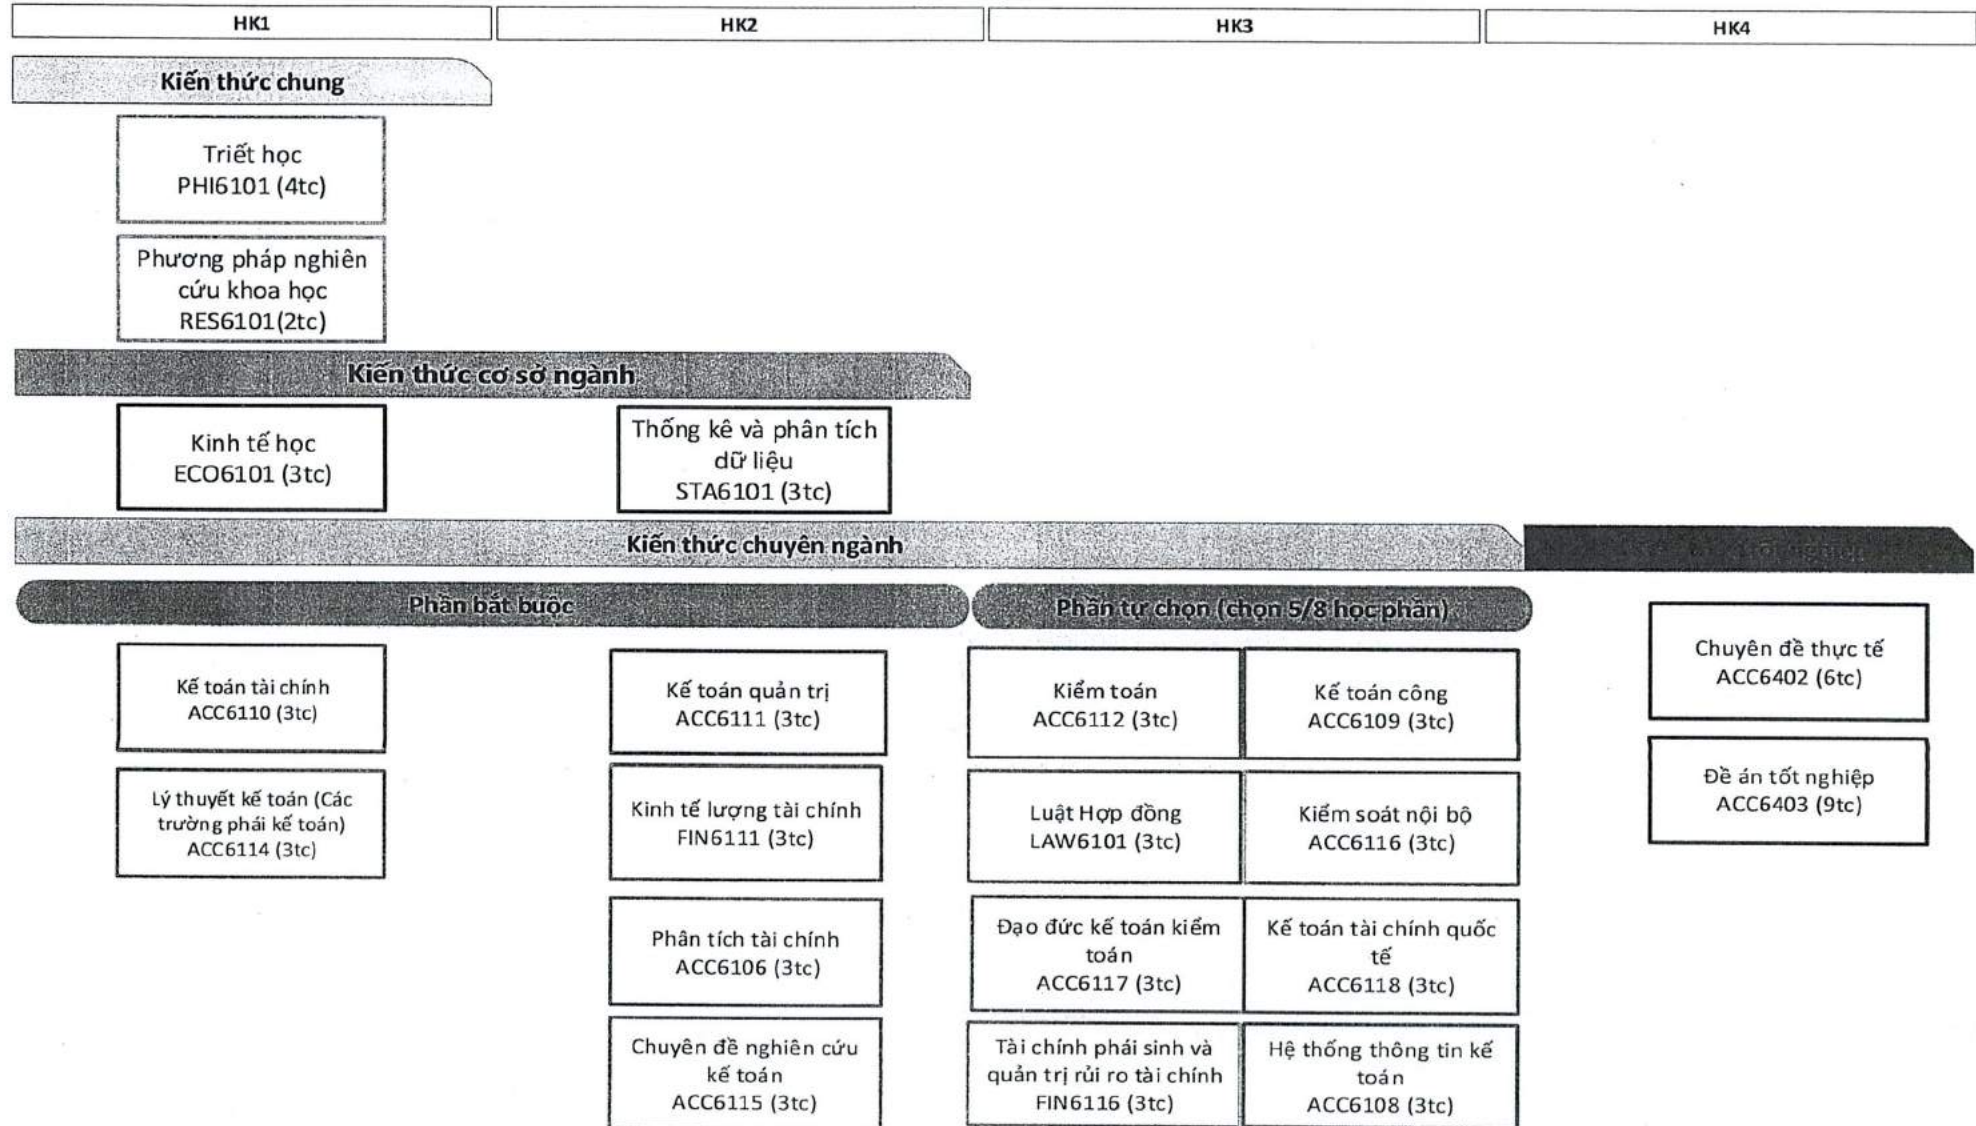 HK1
HK2
HK3
HK4
Kiến thức chung
Triết học
PHI6101 (4tc)
Phương pháp nghiên
cứu khoa học
RES6101(2tc)
Kiến thức cơ sở ngành
Kinh tế học
ECO6101 (3tc)
Thống kê và phân tích
dữ liệu
STA6101 (3tc)
Kiến thức chuyên ngành
Phần bắt buộc
Phần tự chọn (chọn 5/8 học phần)
Kế toán tài chính
ACC6110 (3tc)
Lý thuyết kế toán (Các
trường phái kế toán)
ACC6114 (3tc)
Kế toán quản trị
ACC6111 (3tc)
Kinh tế lượng tài chính
FIN6111 (3tc)
Phân tích tài chính
ACC6106 (3tc)
Chuyên đề nghiên cứu
kế toán
ACC6115 (3tc)
Kiểm toán
ACC6112 (3tc)
Kế toán công
ACC6109 (3tc)
Luật Hợp đồng
LAW6101 (3tc)
Kiểm soát nội bộ
ACC6116 (3tc)
Đạo đức kế toán kiểm
toán
ACC6117 (3tc)
Kế toán tài chính quốc
tế
ACC6118 (3tc)
Tài chính phái sinh và
quản trị rủi ro tài chính
FIN6116 (3tc)
Hệ thống thông tin kế
toán
ACC6108 (3tc)
Chuyên đề thực tế
ACC6402 (6tc)
Đề án tốt nghiệp
ACC6403 (9tc)